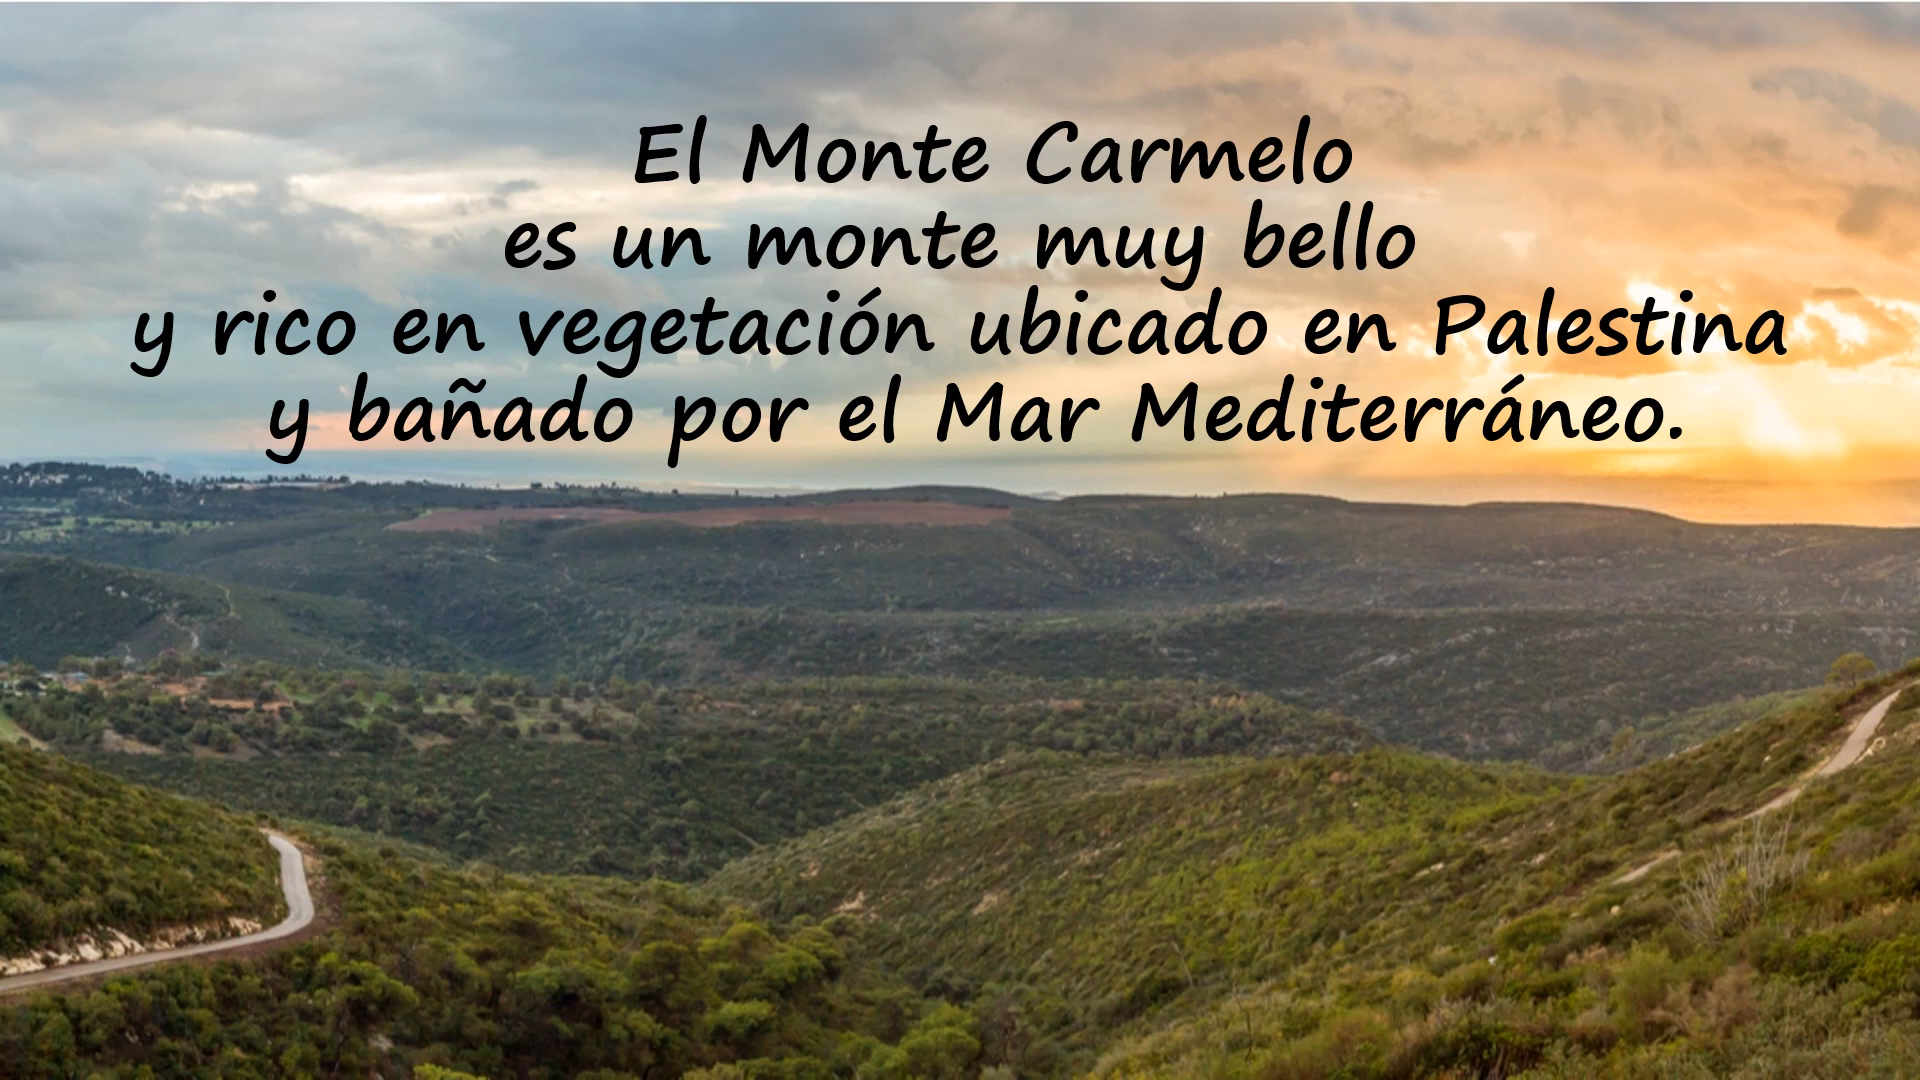 El Monte Carmelo
es un monte muy bello
y rico en vegetación ubicado en Palestina
y bañado por el Mar Mediterráneo.